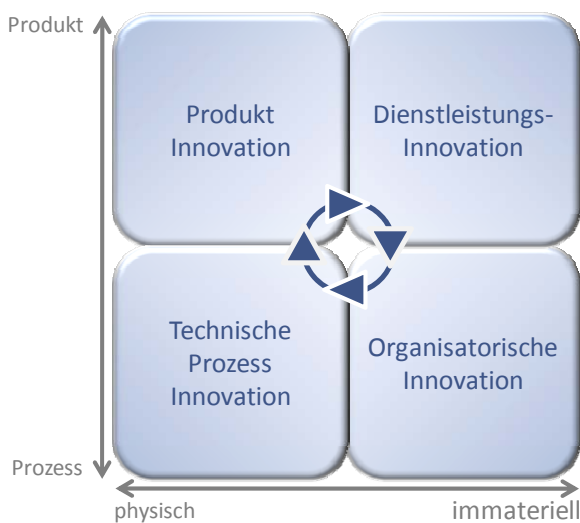 Produkt
Produkt
Innovation
Dienstleistungs-
Innovation
Technische
Prozess
Innovation
Organisatorische
Innovation
Prozess
physisch
immateriell